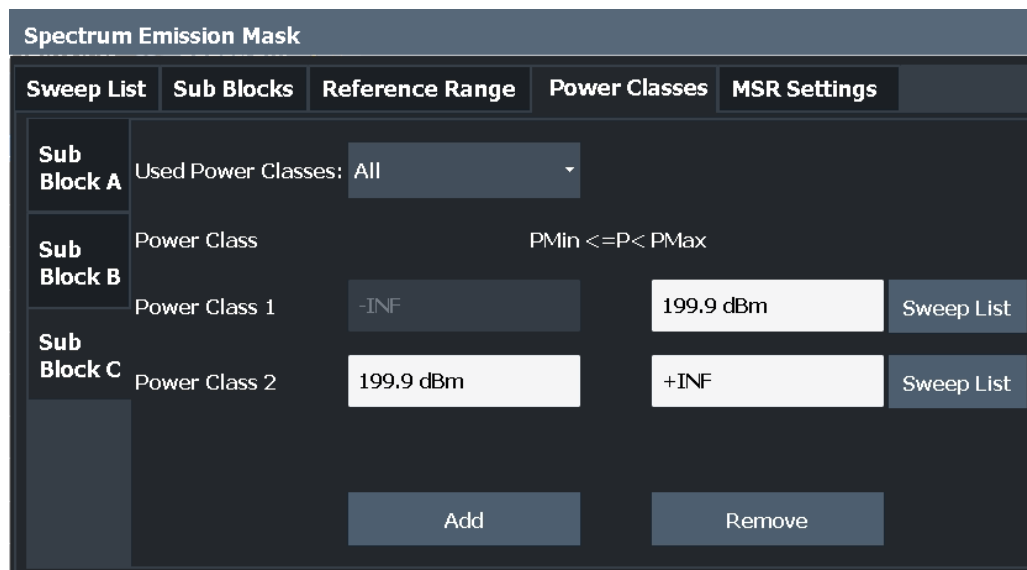 Spectrum Emission Mask
Sweep List Sub Blocks Reference Range Power Classes MSR Settings
Sub Block A
Used Power Classes: All
Sub Block B
Power Class PMin <=P< PMax
Power Class 1 -INF 199.9 dBm Sweep List
Sub Block C
Power Class 2 199.9 dBm +INF Sweep List
Add Remove